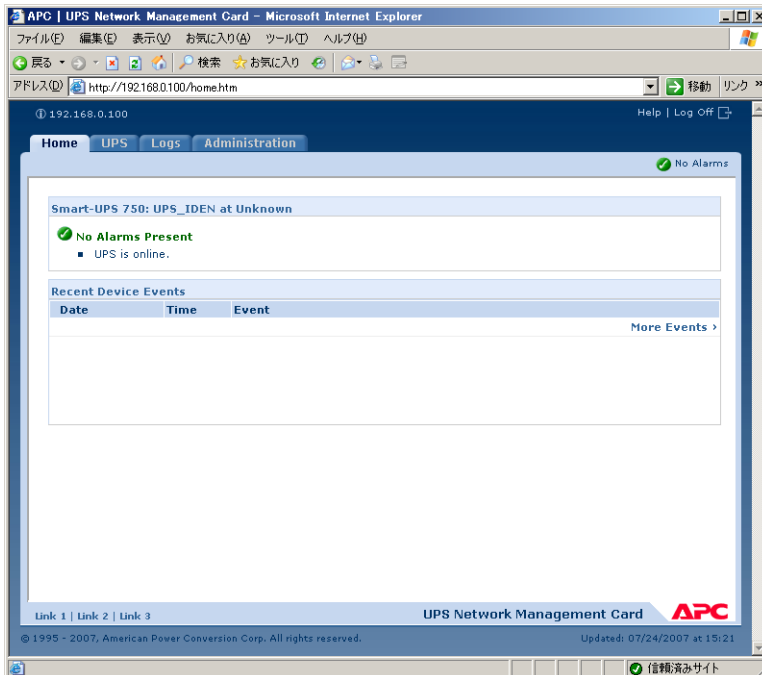 APC | UPS Network Management Card - Microsoft Internet Explorer
ファイル(F) 編集(E) 表示(V) お気に入り(A) ツール(T) ヘルプ(H)
戻る 検索 お気に入り
アドレス(D) http://192.168.0.100/home.htm 移動 リンク »
192.168.0.100 Help | Log Off
Home UPS Logs Administration
No Alarms
Smart-UPS 750: UPS_IDEN at Unknown
No Alarms Present
UPS is online.
Recent Device Events
Date Time Event
More Events ›
Link 1 | Link 2 | Link 3 UPS Network Management Card APC
© 1995 - 2007, American Power Conversion Corp. All rights reserved. Updated: 07/24/2007 at 15:21
信頼済みサイト